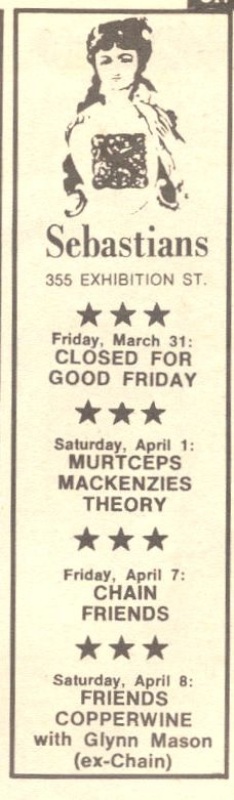 Sebastians
355 EXHIBITION ST.
Friday, March 31:
CLOSED FOR
GOOD FRIDAY
Saturday, April 1:
MURTCEPS
MACKENZIES
THEORY
Friday, April 7:
CHAIN
FRIENDS
Saturday, April 8:
FRIENDS
COPPERWINE
with Glynn Mason
(ex-Chain)